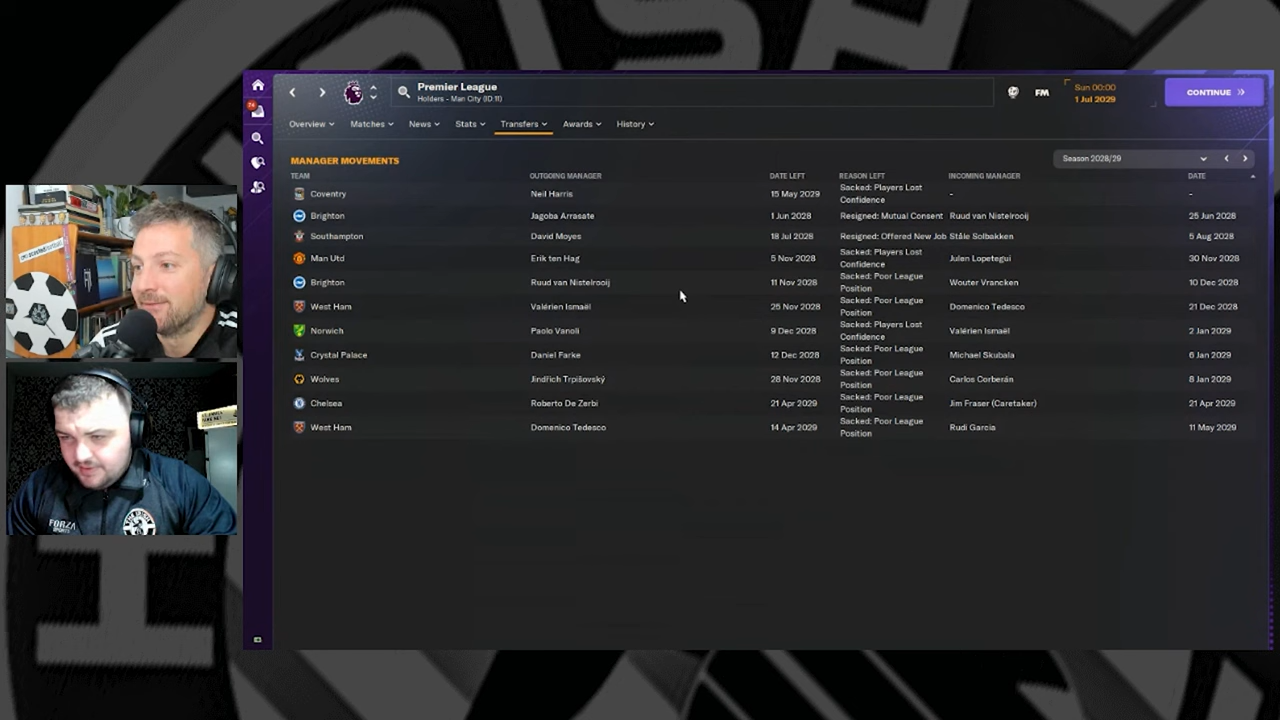 Premier League
Holders - Man City (ID:11)
FM
Sun 00:00
1 Jul 2029
CONTINUE
Overview Matches News Stats Transfers Awards History
MANAGER MOVEMENTS
Season 2028/29
TEAM OUTGOING MANAGER DATE LEFT REASON LEFT INCOMING MANAGER DATE
Coventry Neil Harris 15 May 2029 Sacked: Players Lost Confidence - -
Brighton Jagoba Arrasate 1 Jun 2028 Resigned: Mutual Consent Ruud van Nistelrooij 25 Jun 2028
Southampton David Moyes 18 Jul 2028 Resigned: Offered New Job Ståle Solbakken 5 Aug 2028
Man Utd Erik ten Hag 5 Nov 2028 Sacked: Players Lost Confidence Julen Lopetegui 30 Nov 2028
Brighton Ruud van Nistelrooij 11 Nov 2028 Sacked: Poor League Position Wouter Vrancken 10 Dec 2028
West Ham Valérien Ismaël 25 Nov 2028 Sacked: Poor League Position Domenico Tedesco 21 Dec 2028
Norwich Paolo Vanoli 9 Dec 2028 Sacked: Players Lost Confidence Valérien Ismaël 2 Jan 2029
Crystal Palace Daniel Farke 12 Dec 2028 Sacked: Poor League Position Michael Skubala 6 Jan 2029
Wolves Jindřich Trpišovský 28 Nov 2028 Sacked: Poor League Position Carlos Corberán 8 Jan 2029
Chelsea Roberto De Zerbi 21 Apr 2029 Sacked: Poor League Position Jim Fraser (Caretaker) 21 Apr 2029
West Ham Domenico Tedesco 14 Apr 2029 Sacked: Poor League Position Rudi Garcia 11 May 2029
FORZA